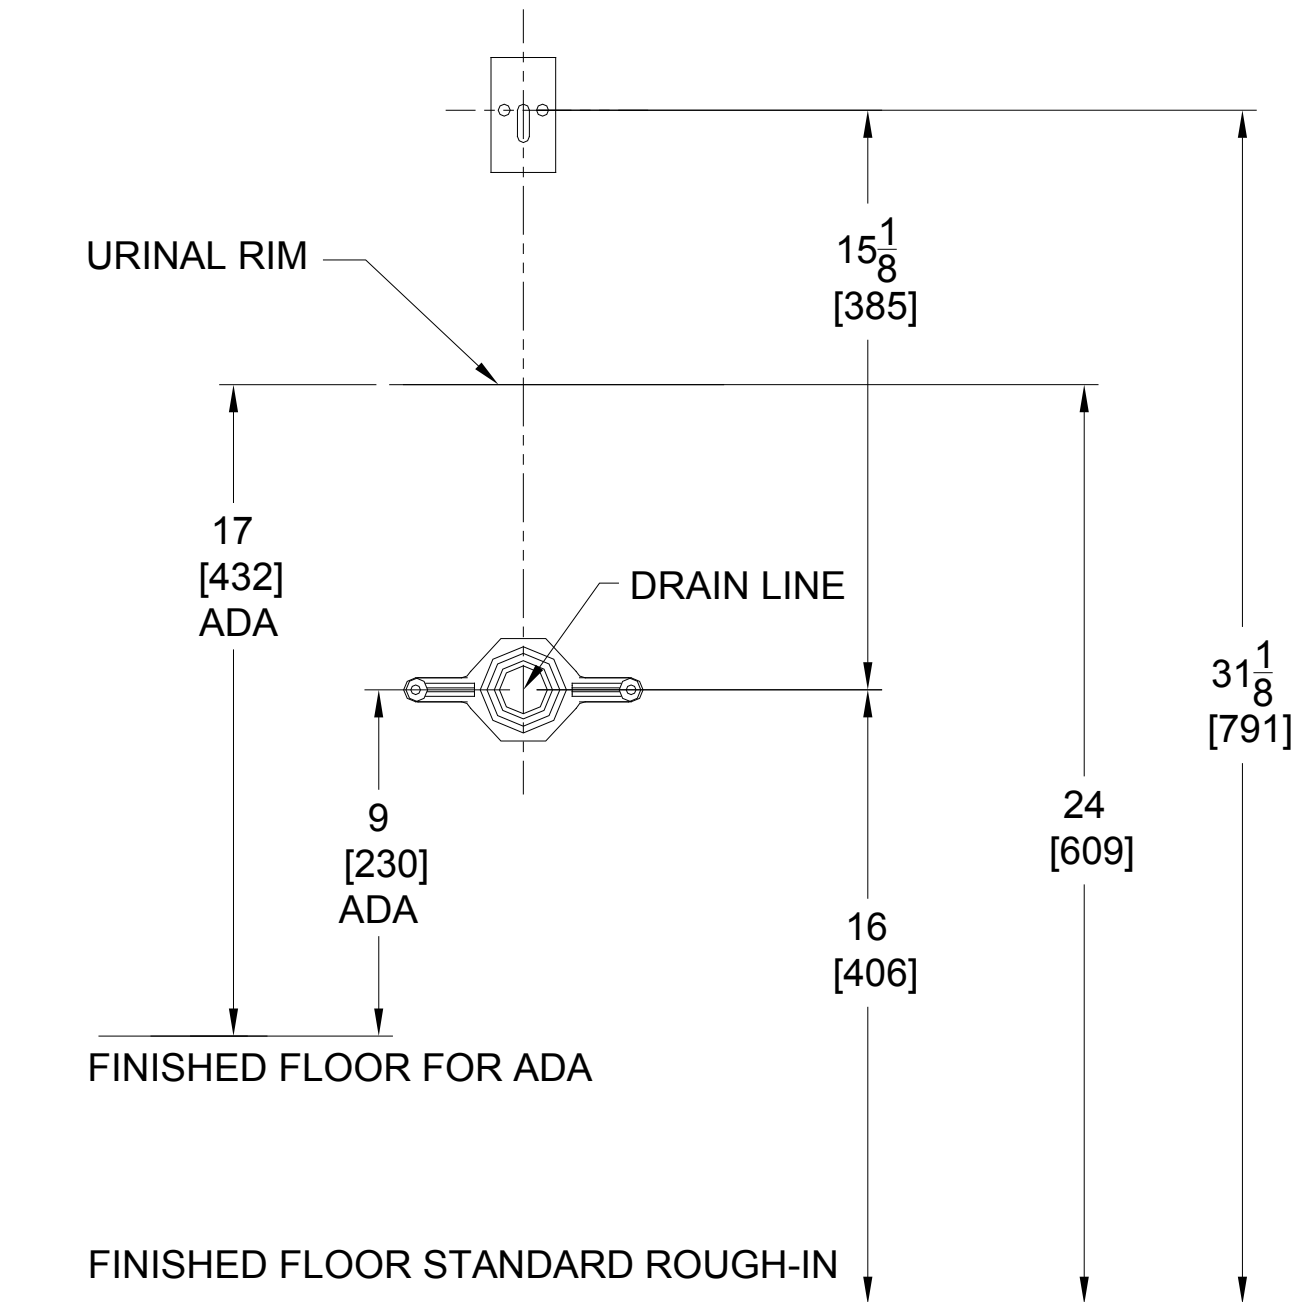 URINAL RIM
15 1/8
[385]
17
[432]
ADA
DRAIN LINE
31 1/8
[791]
9
[230]
ADA
24
[609]
16
[406]
FINISHED FLOOR FOR ADA
FINISHED FLOOR STANDARD ROUGH-IN